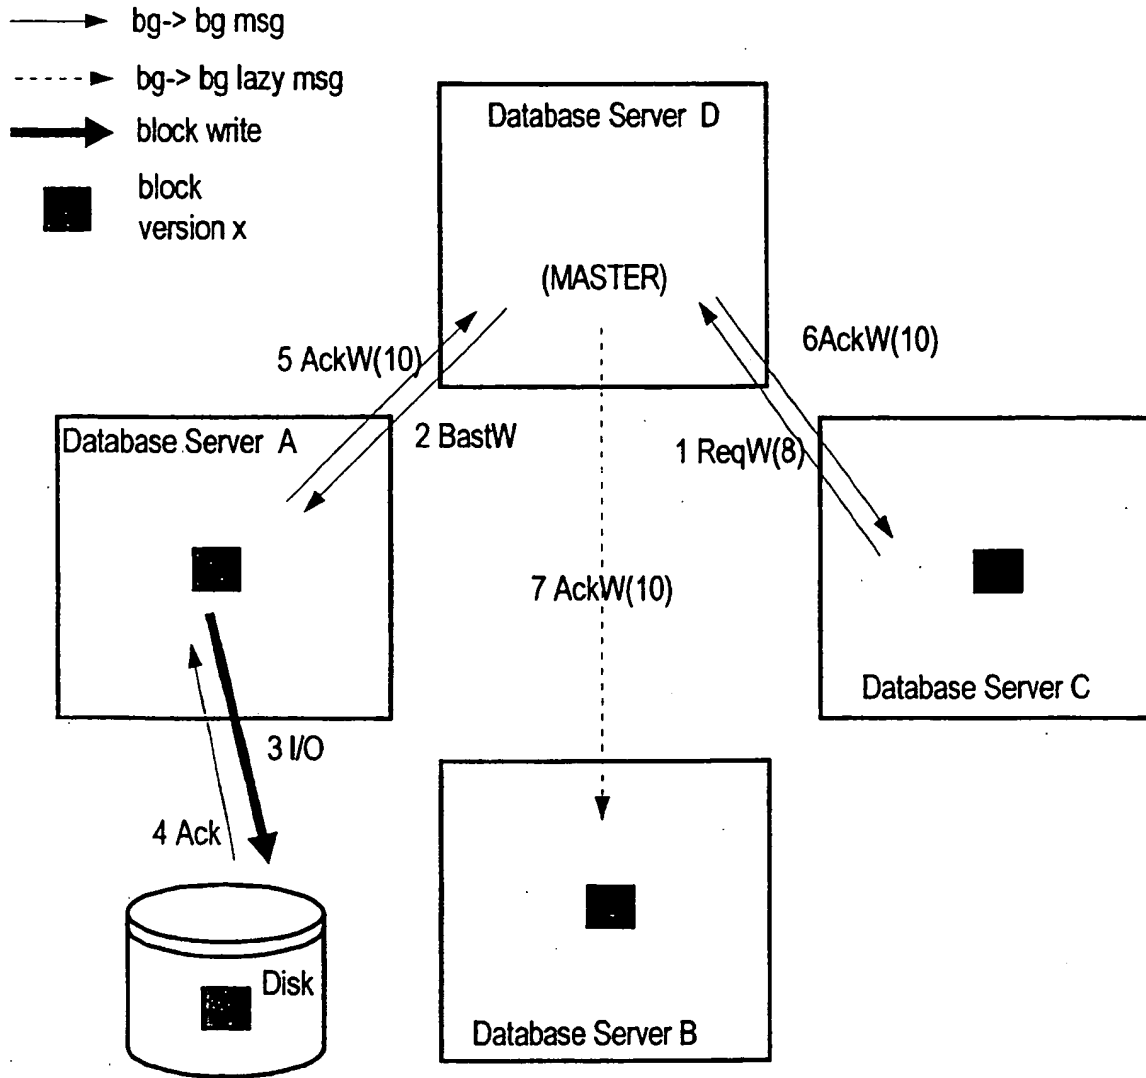 bg-> bg msg
bg-> bg lazy msg
block write
block
version x
Database Server D
(MASTER)
5 AckW(10)
6AckW(10)
2 BastW
1 ReqW(8)
Database Server A
7 AckW(10)
Database Server C
3 I/O
4 Ack
Disk
Database Server B